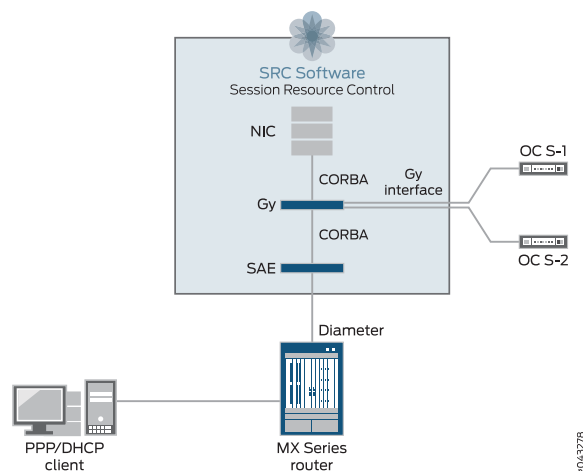 SRC Software
Session Resource Control
NIC
CORBA
Gy
interface
OC S-1
Gy
CORBA
OC S-2
SAE
Diameter
PPP/DHCP
client
MX Series
router